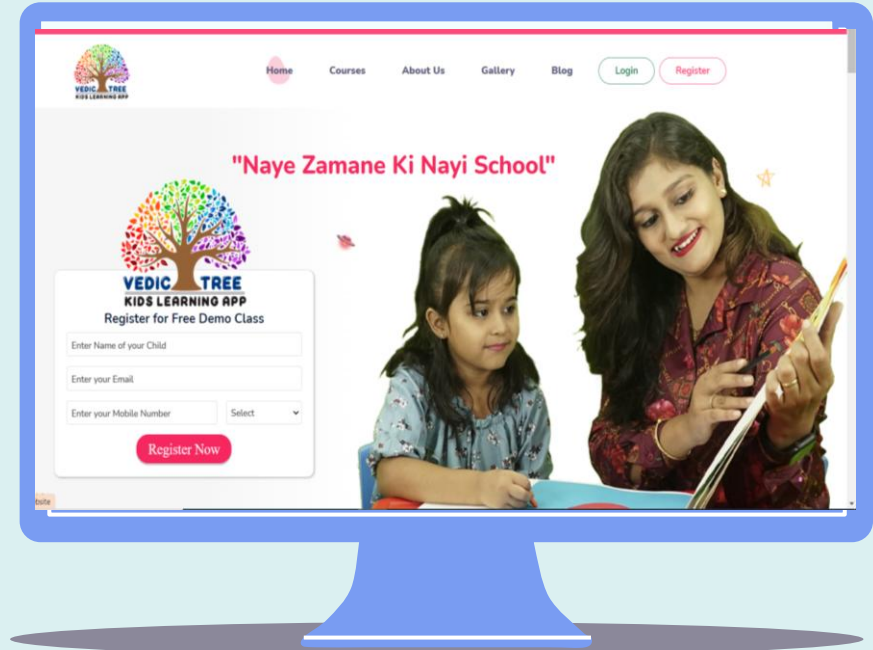 VEDIC TREE
KIDS LEARNING APP
Home Courses About Us Gallery Blog Login Register
"Naye Zamane Ki Nayi School"
VEDIC TREE
KIDS LEARNING APP
Register for Free Demo Class
Enter Name of your Child
Enter your Email
Enter your Mobile Number Select
Register Now